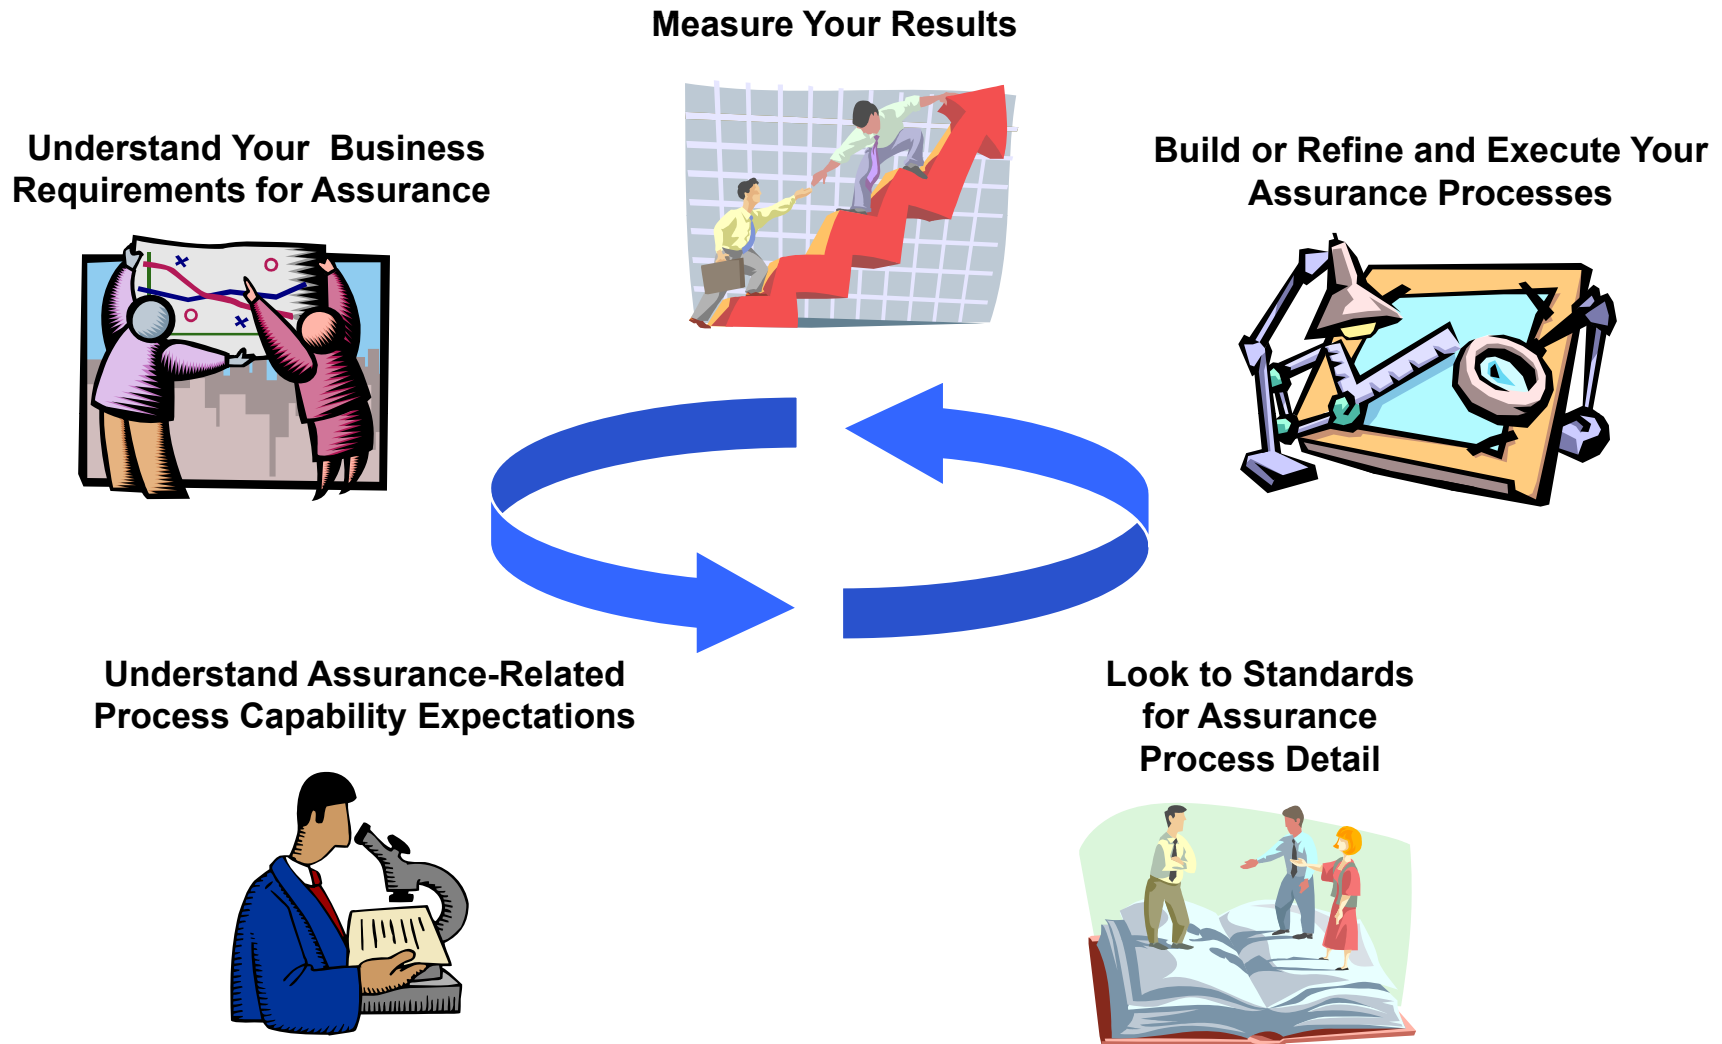 Measure Your Results
Understand Your  Business
Requirements for Assurance
Build or Refine and Execute Your
Assurance Processes
Understand Assurance-Related
Process Capability Expectations
Look to Standards
for Assurance
Process Detail